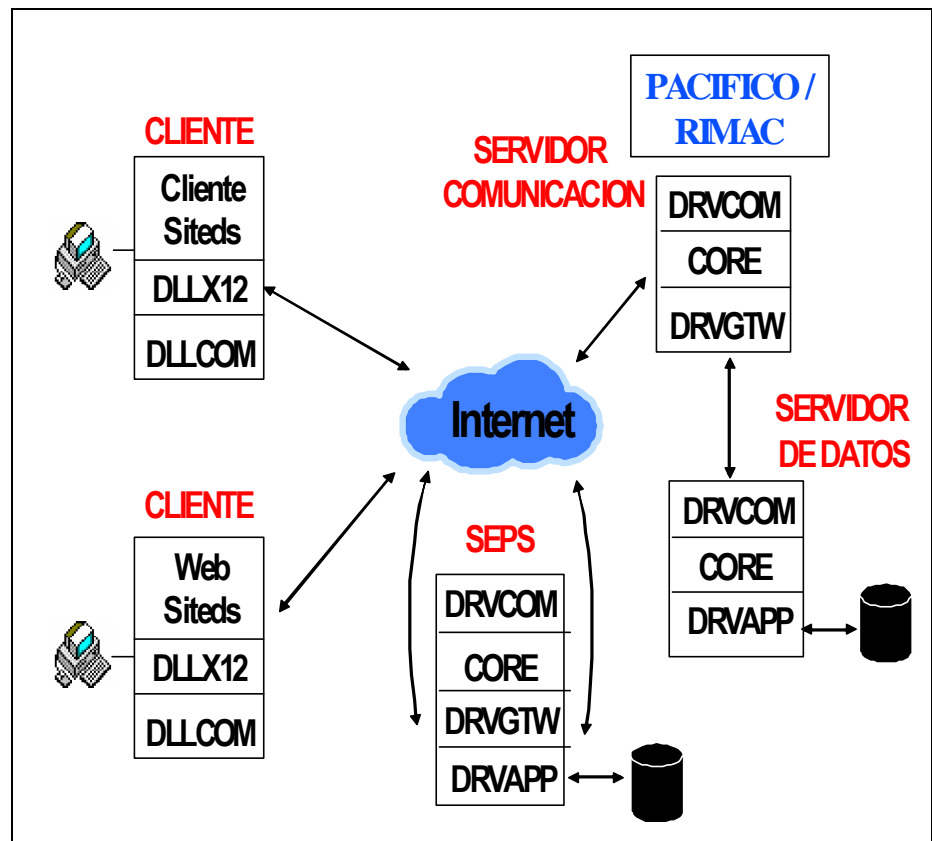 PACIFICO /
RIMAC
CLIENTE
Cliente
Siteds
DLLX12
DLLCOM
SERVIDOR
COMUNICACION
DRVCOM
CORE
DRVGTW
Internet
SERVIDOR
DE DATOS
DRVCOM
CORE
DRVAPP
CLIENTE
Web
Siteds
DLLX12
DLLCOM
SEPS
DRVCOM
CORE
DRVGTW
DRVAPP